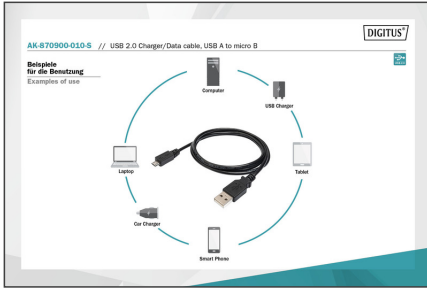 DIGITUS®
AK-870900-010-S // USB 2.0 Charger/Data cable, USB A to micro B
Beispiele
für die Benutzung
Examples of use
Computer
USB Charger
Laptop
Tablet
Car Charger
Smart Phone